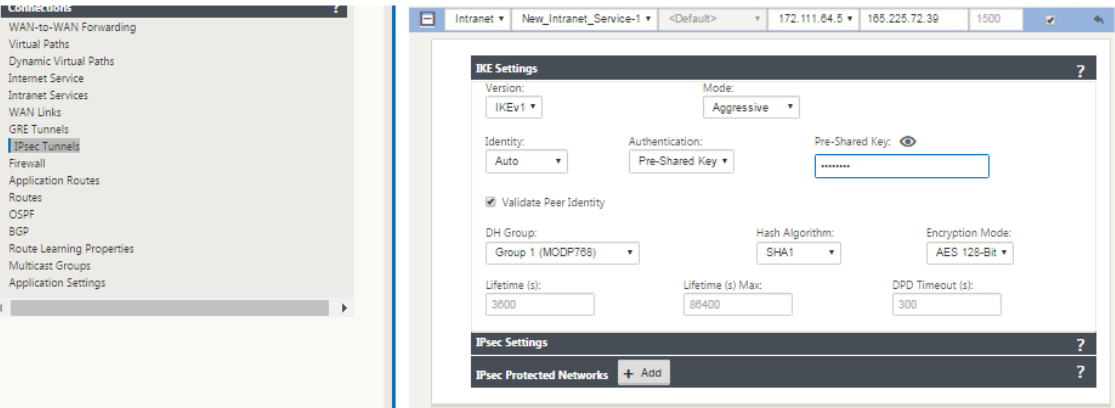 Connections ?
WAN-to-WAN Forwarding
Virtual Paths
Dynamic Virtual Paths
Internet Service
Intranet Services
WAN Links
GRE Tunnels
IPsec Tunnels
Firewall
Application Routes
Routes
OSPF
BGP
Route Learning Properties
Multicast Groups
Application Settings
Intranet New_Intranet_Service-1 <Default> 172.111.64.5 165.225.72.39 1500
IKE Settings ?
Version: Mode:
IKEv1 Aggressive
Identity: Authentication: Pre-Shared Key:
Auto Pre-Shared Key ········
Validate Peer Identity
DH Group: Hash Algorithm: Encryption Mode:
Group 1 (MODP768) SHA1 AES 128-Bit
Lifetime (s): Lifetime (s) Max: DPD Timeout (s):
3600 86400 300
IPsec Settings ?
IPsec Protected Networks + Add ?